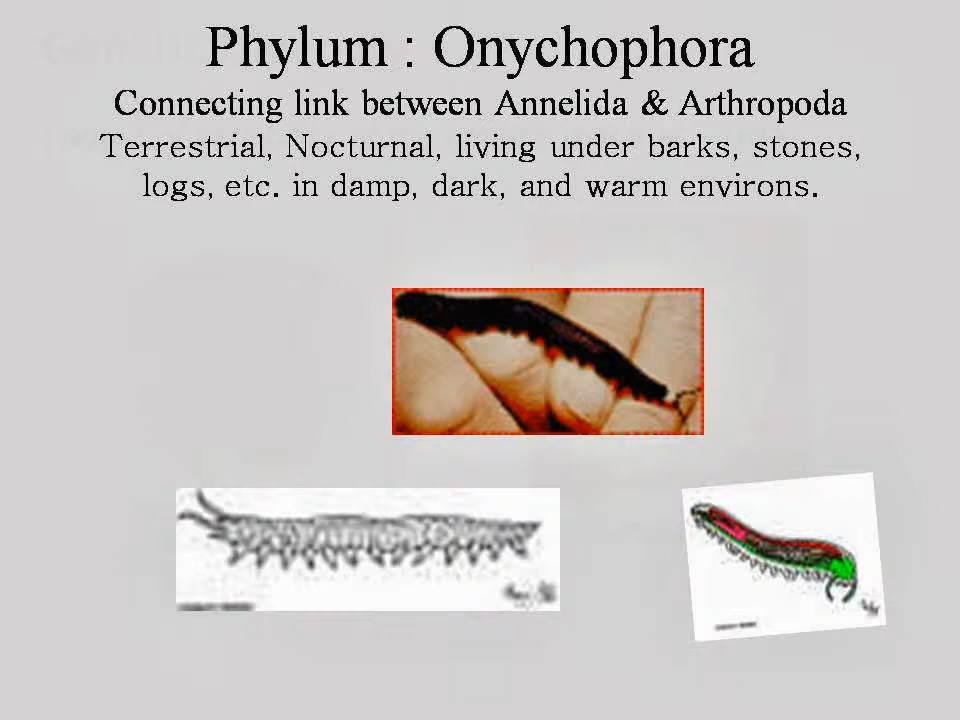 Phylum : Onychophora
Connecting link between Annelida & Arthropoda
Terrestrial, Nocturnal, living under barks, stones,
logs, etc. in damp, dark, and warm environs.